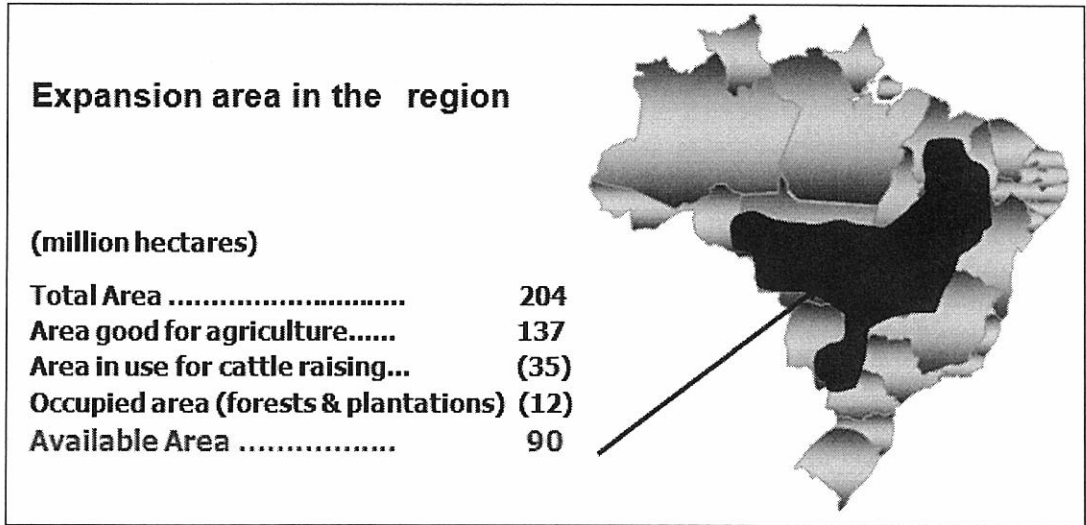 Expansion area in the region
(million hectares)
Total Area ............................ 204
Area good for agriculture...... 137
Area in use for cattle raising... (35)
Occupied area (forests & plantations) (12)
Available Area ................. 90